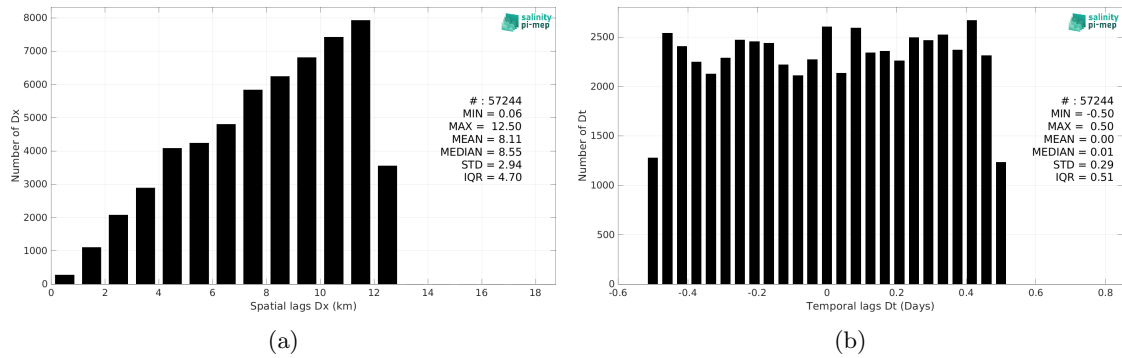 8000
7000
6000
5000
4000
3000
2000
1000
0
Number of Dx
0 2 4 6 8 10 12 14 16 18
Spatial lags Dx (km)
salinity
pi-mep
# : 57244
MIN = 0.06
MAX = 12.50
MEAN = 8.11
MEDIAN = 8.55
STD = 2.94
IQR = 4.70
(a)
2500
2000
1500
1000
500
0
Number of Dt
-0.6 -0.4 -0.2 0 0.2 0.4 0.6 0.8
Temporal lags Dt (Days)
salinity
pi-mep
# : 57244
MIN = -0.50
MAX = 0.50
MEAN = 0.00
MEDIAN = 0.01
STD = 0.29
IQR = 0.51
(b)